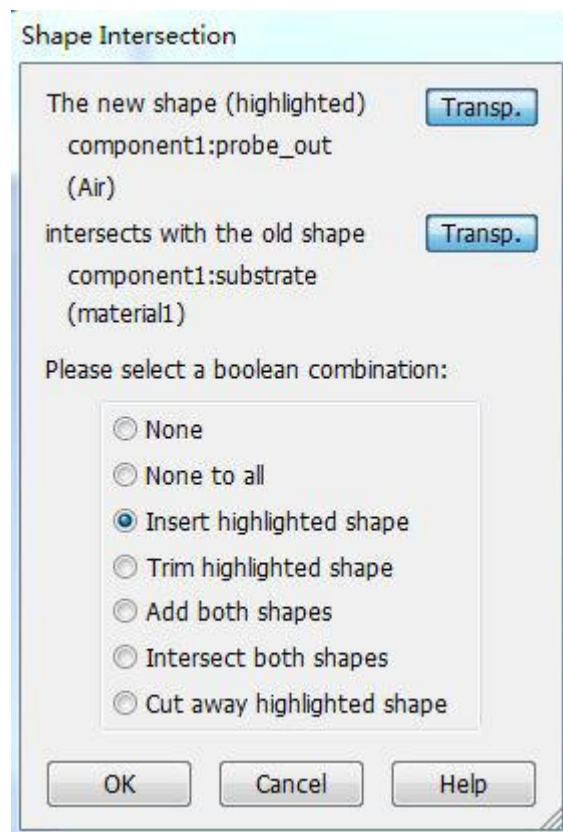 Shape Intersection
The new shape (highlighted) Transp.
component1:probe_out
(Air)
intersects with the old shape Transp.
component1:substrate
(material1)
Please select a boolean combination:
None
None to all
Insert highlighted shape
Trim highlighted shape
Add both shapes
Intersect both shapes
Cut away highlighted shape
OK Cancel Help